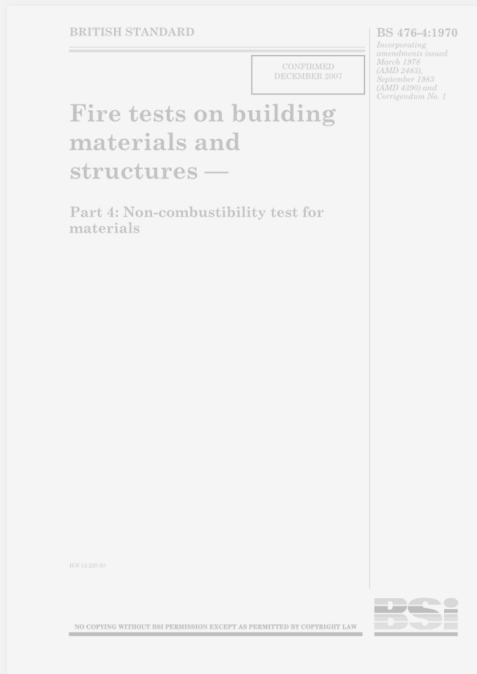 BRITISH STANDARD
BS 476-4:1970
Incorporating
amendments issued
March 1978
(AMD 2483),
September 1983
(AMD 4390) and
Corrigendum No. 1
CONFIRMED
DECEMBER 2007
Fire tests on building
materials and
structures —
Part 4: Non-combustibility test for
materials
NO COPYING WITHOUT BSI PERMISSION EXCEPT AS PERMITTED BY COPYRIGHT LAW
BSi